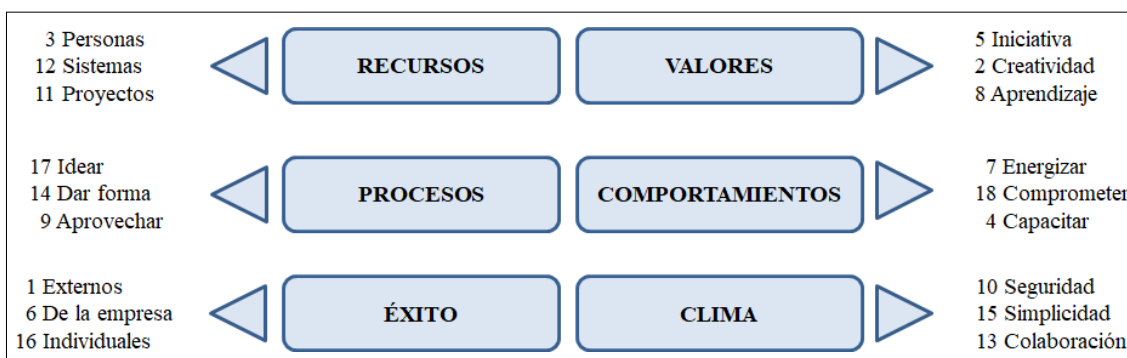 3 Personas
12 Sistemas
11 Proyectos
RECURSOS
VALORES
5 Iniciativa
2 Creatividad
8 Aprendizaje
17 Idear
14 Dar forma
9 Aprovechar
PROCESOS
COMPORTAMIENTOS
7 Energizar
18 Comprometer
4 Capacitar
1 Externos
6 De la empresa
16 Individuales
ÉXITO
CLIMA
10 Seguridad
15 Simplicidad
13 Colaboración